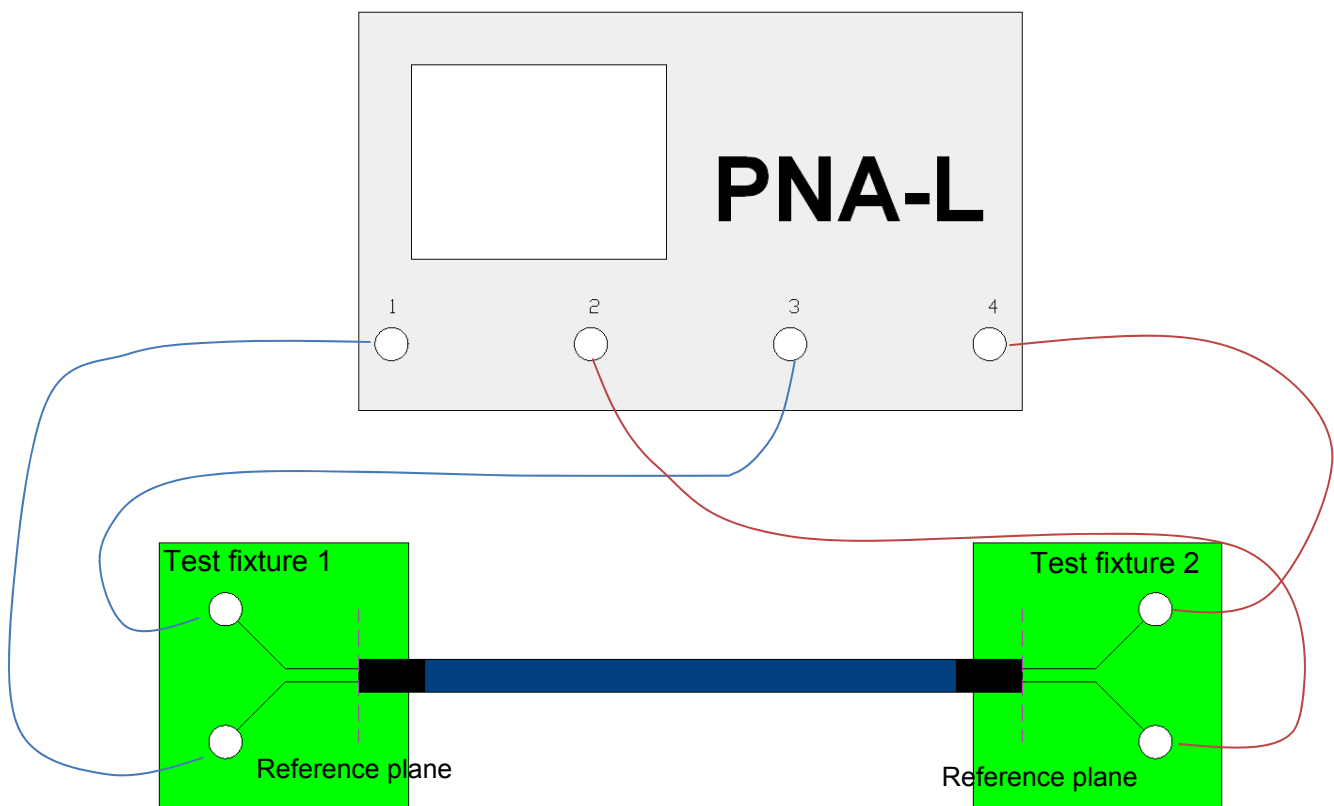 PNA-L
1 2 3 4
Test fixture 1
Test fixture 2
Reference plane
Reference plane